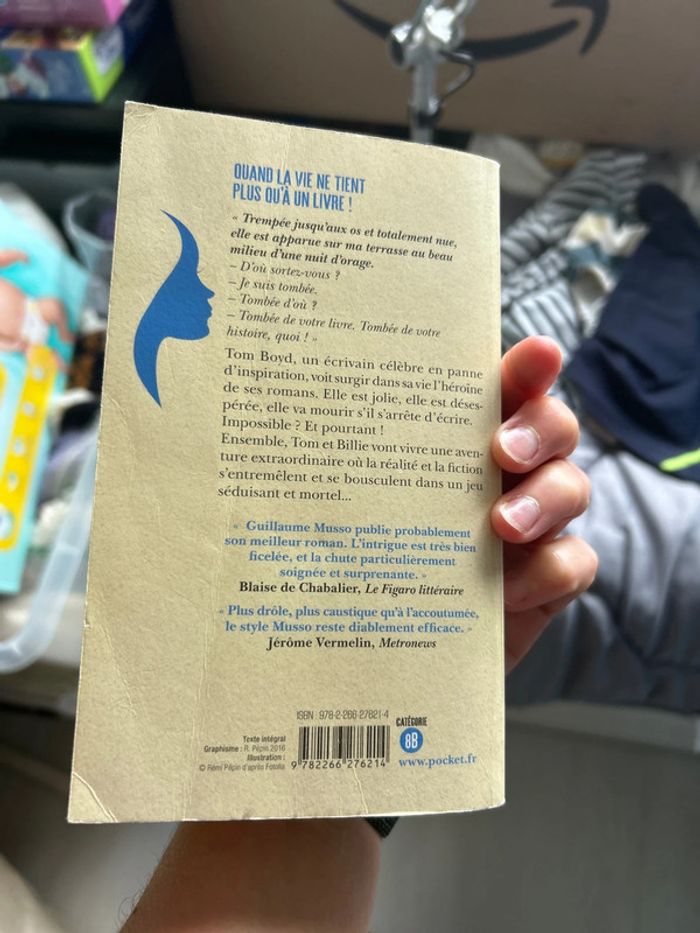 QUAND LA VIE NE TIENT
PLUS QU'À UN LIVRE !
« Trempée jusqu'aux os et totalement nue,
elle est apparue sur ma terrasse au beau
milieu d'une nuit d'orage.
– D'où sortez-vous ?
– Je suis tombée.
– Tombée d'où ?
– Tombée de votre livre. Tombée de votre
histoire, quoi ! »
Tom Boyd, un écrivain célèbre en panne
d'inspiration, voit surgir dans sa vie l'héroïne
de ses romans. Elle est jolie, elle est déses-
pérée, elle va mourir s'il s'arrête d'écrire.
Impossible ? Et pourtant !
Ensemble, Tom et Billie vont vivre une aven-
ture extraordinaire où la réalité et la fiction
s'entremêlent et se bousculent dans un jeu
séduisant et mortel...
« Guillaume Musso publie probablement
son meilleur roman. L'intrigue est très bien
ficelée, et la chute particulièrement
soignée et surprenante. »
Blaise de Chabalier, Le Figaro littéraire
« Plus drôle, plus caustique qu'à l'accoutumée,
le style Musso reste diablement efficace. »
Jérôme Vermelin, Metronews
ISBN : 978-2-266-27621-4
Texte intégral
Graphisme : R. Pépin 2016
Illustration :
© Rémi Pépin d'après Fotolia
9 782266 276214
CATÉGORIE
8B
www.pocket.fr
8